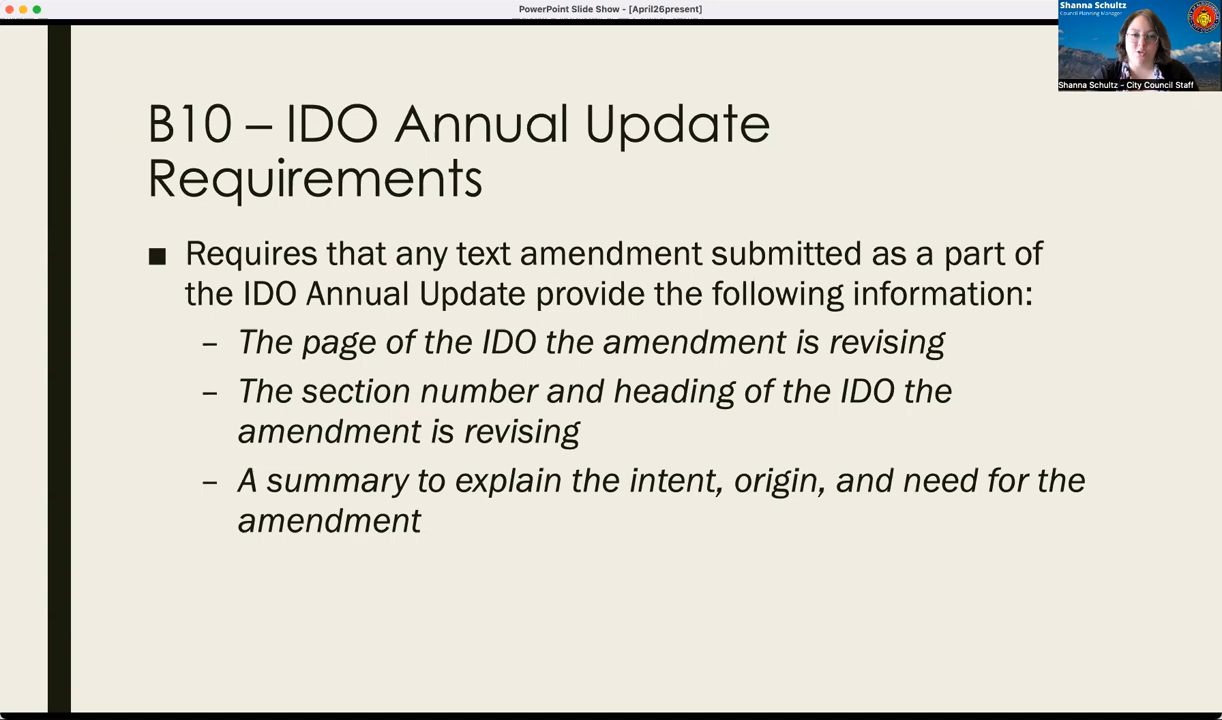 PowerPoint Slide Show - [April26present]
Shanna Schultz
Council Planning Manager
Shanna Schultz - City Council Staff
B10 – IDO Annual Update
Requirements
■ Requires that any text amendment submitted as a part of
the IDO Annual Update provide the following information:
– The page of the IDO the amendment is revising
– The section number and heading of the IDO the
amendment is revising
– A summary to explain the intent, origin, and need for the
amendment